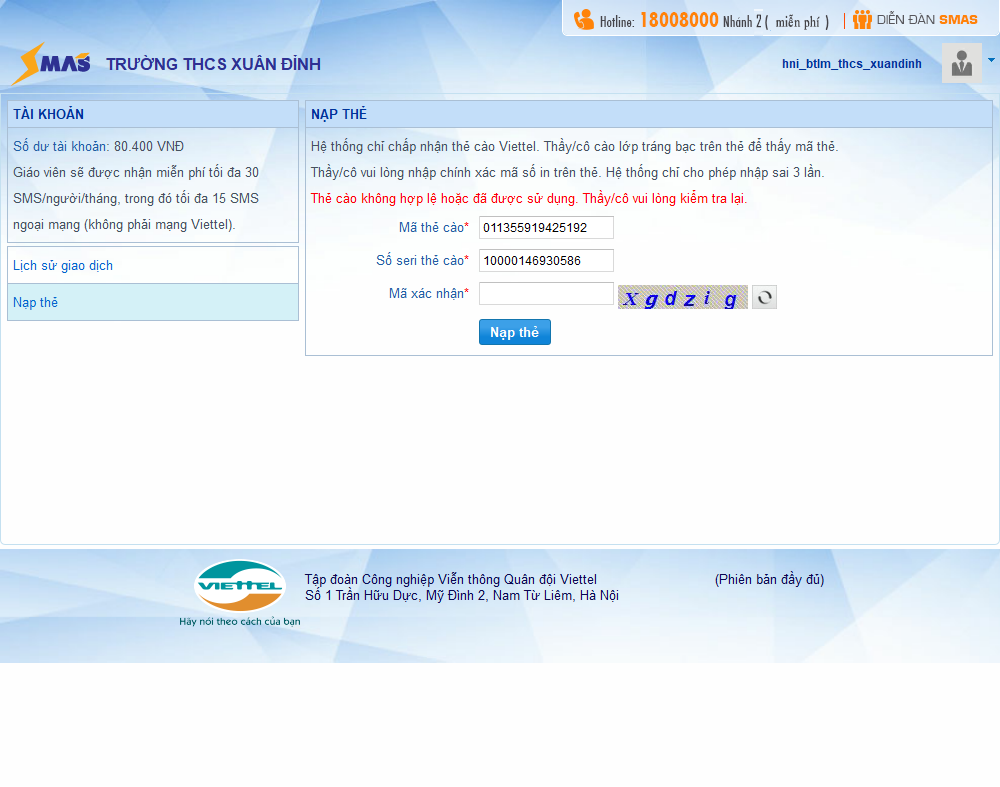 Hotline: 18008000 Nhánh 2 ( miễn phí ) | DIỄN ĐÀN SMAS
SMAS TRƯỜNG THCS XUÂN ĐỈNH
hni_btlm_thcs_xuandinh
TÀI KHOẢN
Số dư tài khoản: 80.400 VNĐ
Giáo viên sẽ được nhận miễn phí tối đa 30
SMS/người/tháng, trong đó tối đa 15 SMS
ngoại mạng (không phải mạng Viettel).
Lịch sử giao dịch
Nạp thẻ
NẠP THẺ
Hệ thống chỉ chấp nhận thẻ cào Viettel. Thầy/cô cào lớp tráng bạc trên thẻ để thấy mã thẻ.
Thầy/cô vui lòng nhập chính xác mã số in trên thẻ. Hệ thống chỉ cho phép nhập sai 3 lần.
Thẻ cào không hợp lệ hoặc đã được sử dụng. Thầy/cô vui lòng kiểm tra lại.
Mã thẻ cào* 011355919425192
Số seri thẻ cào* 10000146930586
Mã xác nhận* X g d z i g
Nạp thẻ
VIETTEL
Hãy nói theo cách của bạn
Tập đoàn Công nghiệp Viễn thông Quân đội Viettel
Số 1 Trần Hữu Dực, Mỹ Đình 2, Nam Từ Liêm, Hà Nội
(Phiên bản đầy đủ)